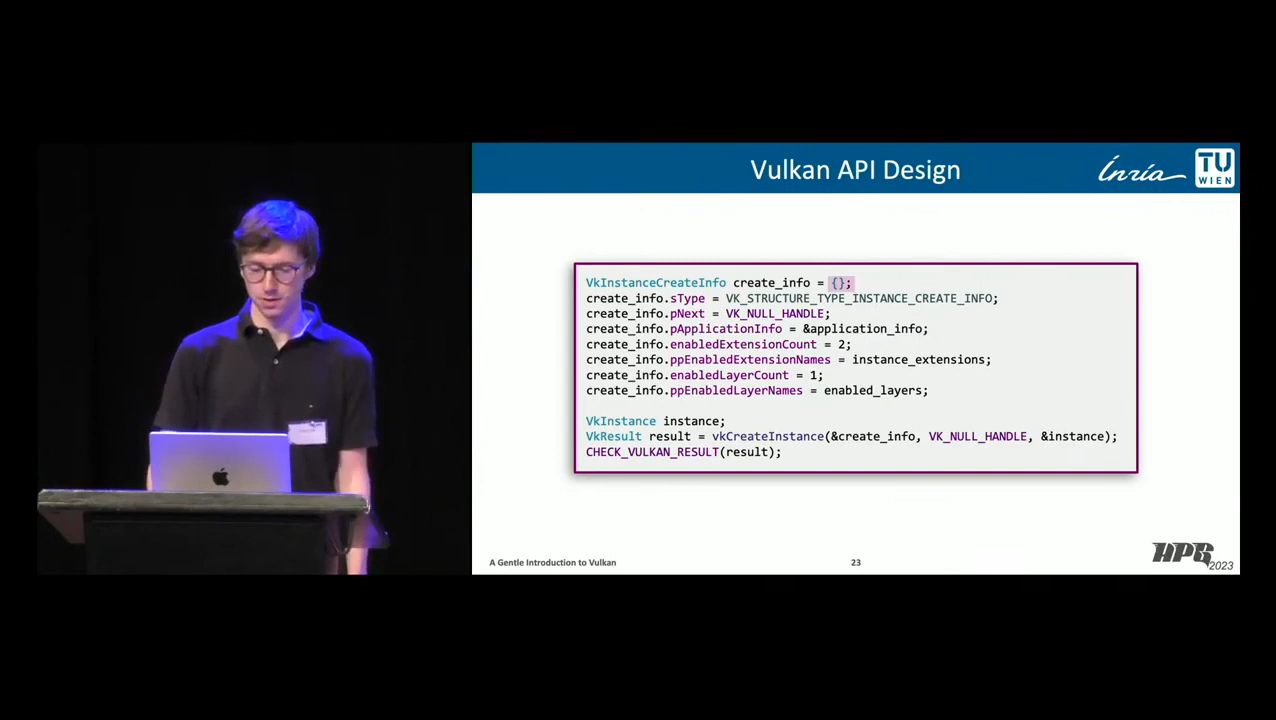 Vulkan API Design
Inria
TU
WIEN
VkInstanceCreateInfo create_info = {};
create_info.sType = VK_STRUCTURE_TYPE_INSTANCE_CREATE_INFO;
create_info.pNext = VK_NULL_HANDLE;
create_info.pApplicationInfo = &application_info;
create_info.enabledExtensionCount = 2;
create_info.ppEnabledExtensionNames = instance_extensions;
create_info.enabledLayerCount = 1;
create_info.ppEnabledLayerNames = enabled_layers;
VkInstance instance;
VkResult result = vkCreateInstance(&create_info, VK_NULL_HANDLE, &instance);
CHECK_VULKAN_RESULT(result);
A Gentle Introduction to Vulkan
23
HPG
2023